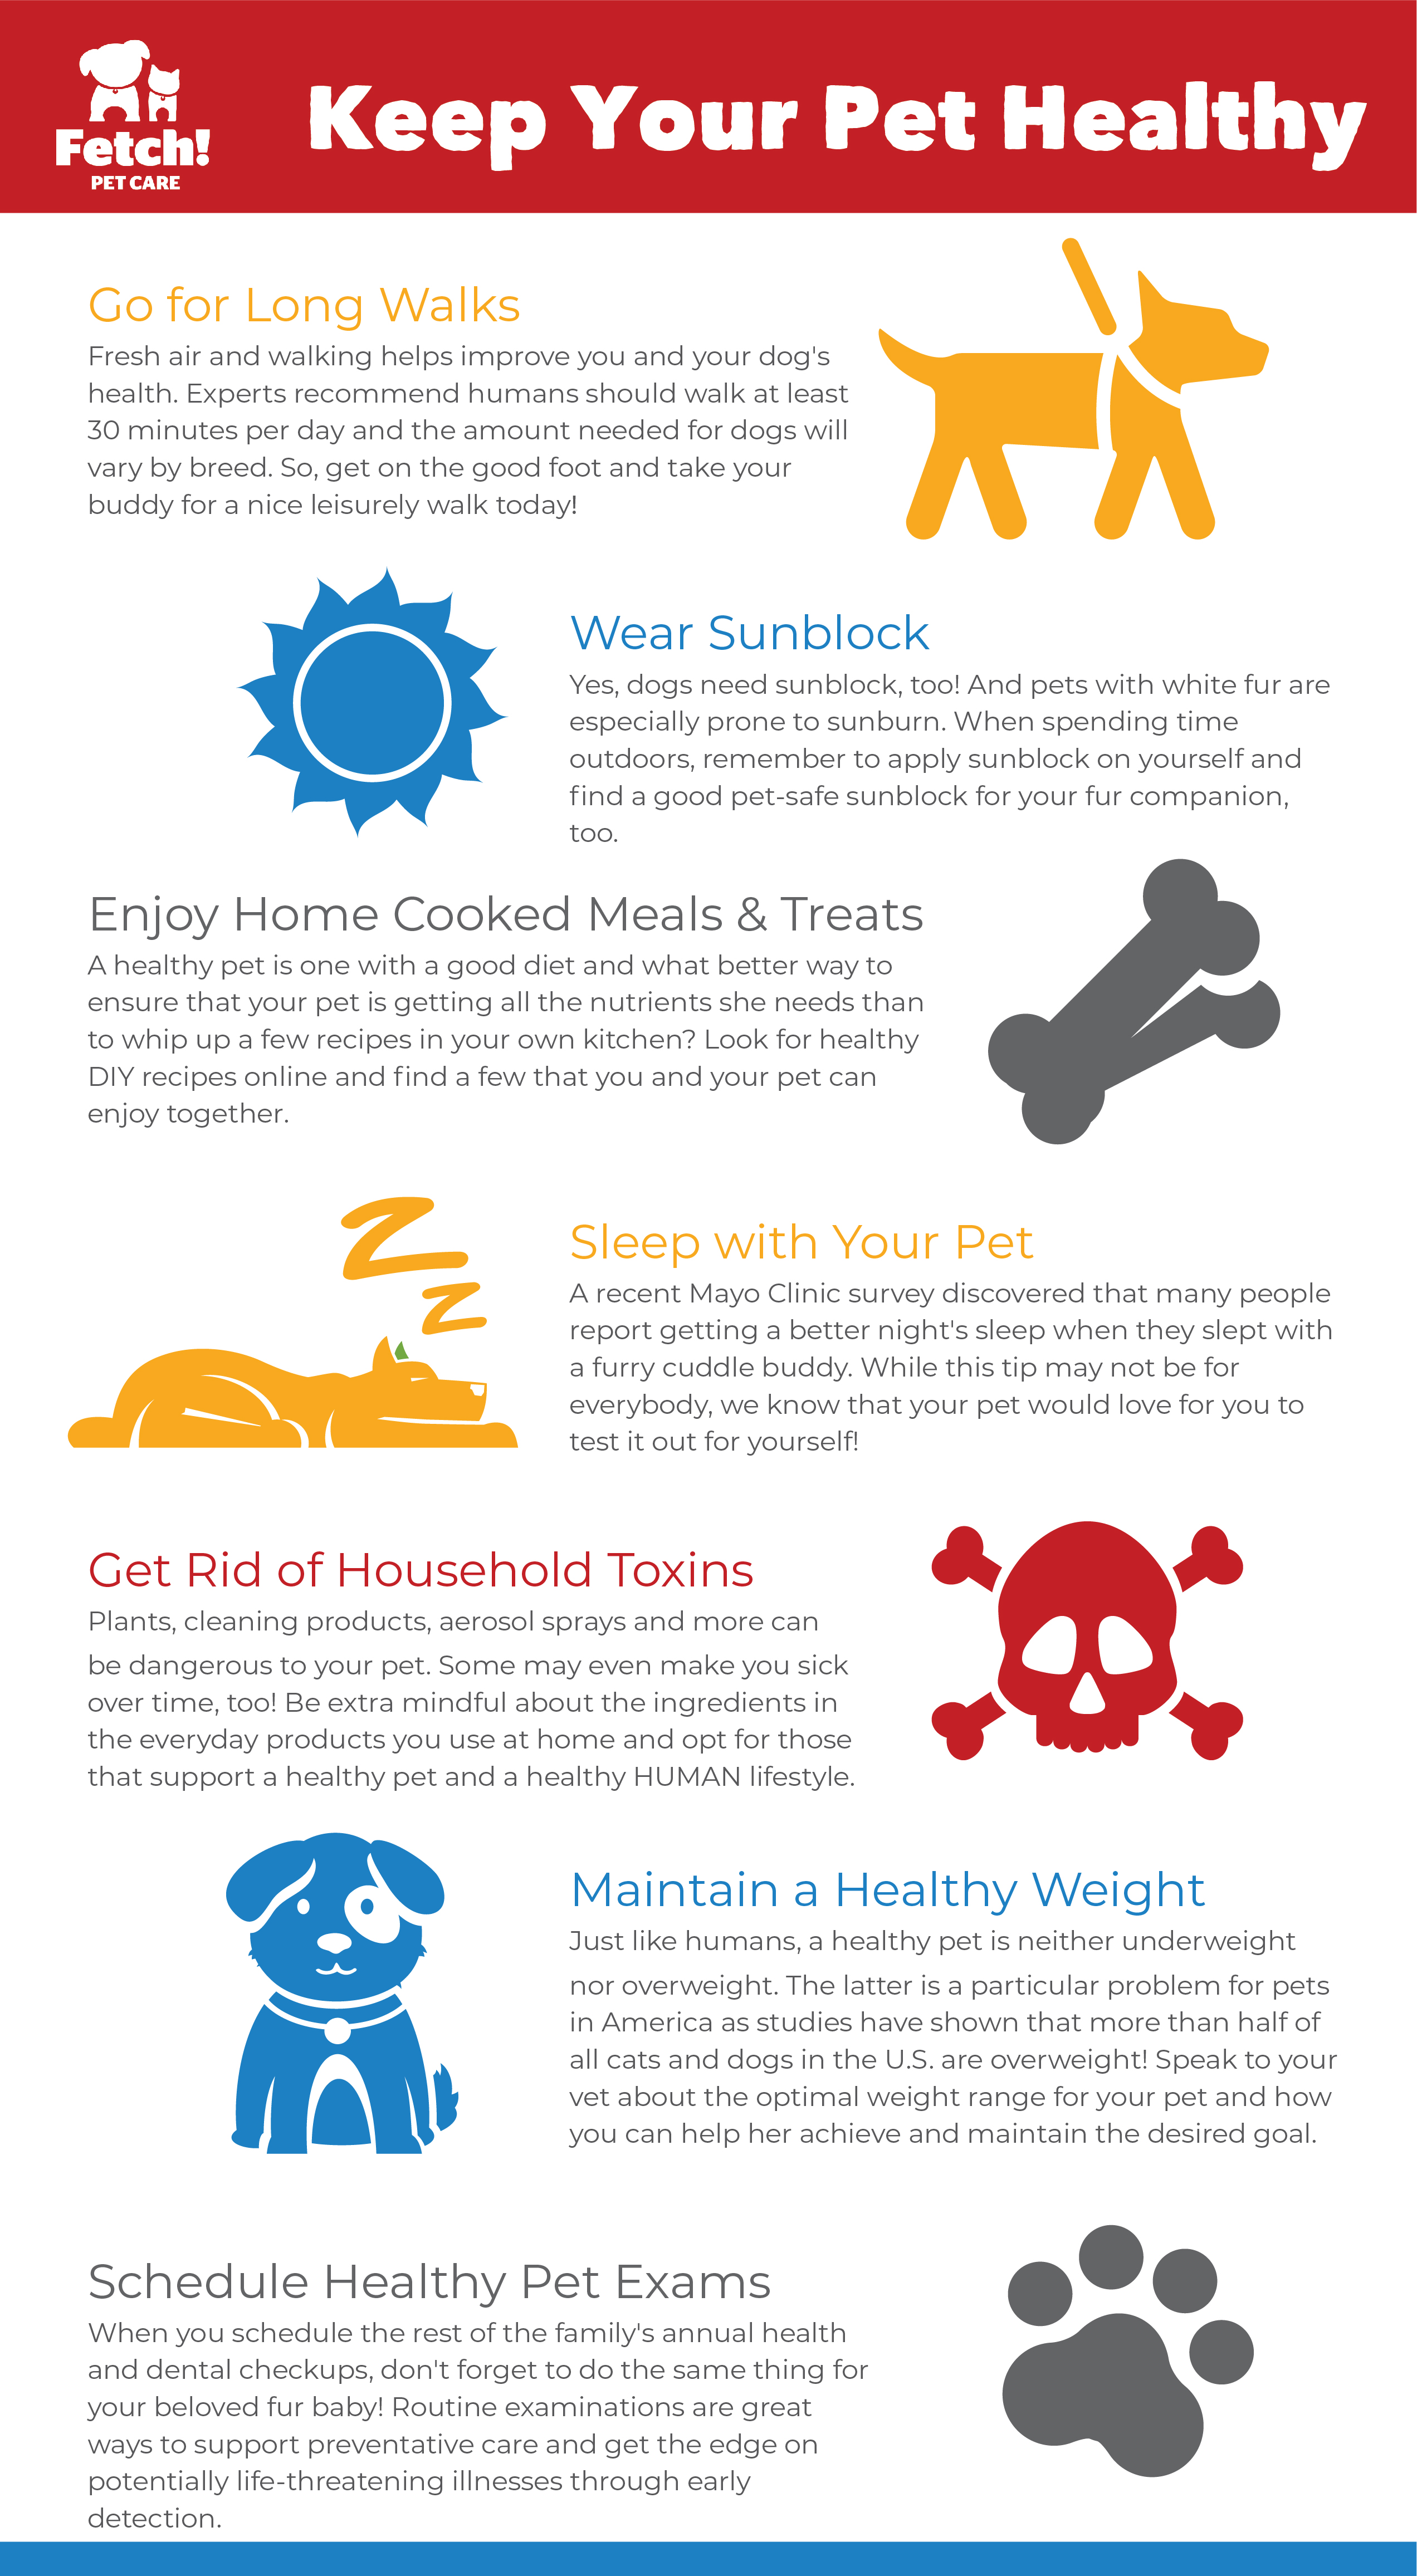 Fetch!
PET CARE
Keep Your Pet Healthy
Go for Long Walks
Fresh air and walking helps improve you and your dog's
health. Experts recommend humans should walk at least
30 minutes per day and the amount needed for dogs will
vary by breed. So, get on the good foot and take your
buddy for a nice leisurely walk today!
Wear Sunblock
Yes, dogs need sunblock, too! And pets with white fur are
especially prone to sunburn. When spending time
outdoors, remember to apply sunblock on yourself and
find a good pet-safe sunblock for your fur companion,
too.
Enjoy Home Cooked Meals & Treats
A healthy pet is one with a good diet and what better way to
ensure that your pet is getting all the nutrients she needs than
to whip up a few recipes in your own kitchen? Look for healthy
DIY recipes online and find a few that you and your pet can
enjoy together.
Z
Z
Sleep with Your Pet
A recent Mayo Clinic survey discovered that many people
report getting a better night's sleep when they slept with
a furry cuddle buddy. While this tip may not be for
everybody, we know that your pet would love for you to
test it out for yourself!
Get Rid of Household Toxins
Plants, cleaning products, aerosol sprays and more can
be dangerous to your pet. Some may even make you sick
over time, too! Be extra mindful about the ingredients in
the everyday products you use at home and opt for those
that support a healthy pet and a healthy HUMAN lifestyle.
Maintain a Healthy Weight
Just like humans, a healthy pet is neither underweight
nor overweight. The latter is a particular problem for pets
in America as studies have shown that more than half of
all cats and dogs in the U.S. are overweight! Speak to your
vet about the optimal weight range for your pet and how
you can help her achieve and maintain the desired goal.
Schedule Healthy Pet Exams
When you schedule the rest of the family's annual health
and dental checkups, don't forget to do the same thing for
your beloved fur baby! Routine examinations are great
ways to support preventative care and get the edge on
potentially life-threatening illnesses through early
detection.